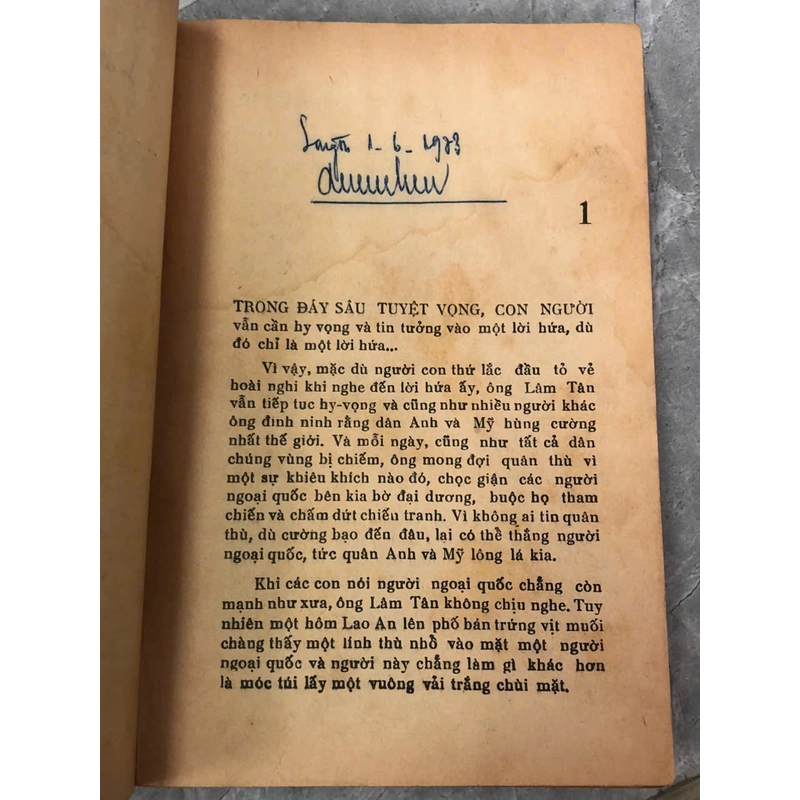 1-6-1973
1
TRONG ĐÁY SÂU TUYỆT VỌNG, CON NGƯỜI
vẫn cần hy vọng và tin tưởng vào một lời hứa, dù
đó chỉ là một lời hứa...
Vì vậy, mặc dù người con thứ lắc đầu tỏ vẻ
hoài nghi khi nghe đến lời hứa ấy, ông Lâm Tân
vẫn tiếp tuc hy-vọng và cũng như nhiều người khác
ông đinh ninh rằng dân Anh và Mỹ hùng cường
nhất thế giới. Và mỗi ngày, cũng như tất cả dân
chúng vùng bị chiếm, ông mong đợi quân thù vì
một sự khiêu khích nào đó, chọc giận các người
ngoại quốc bên kia bờ đại dương, buộc họ tham
chiến và chấm dứt chiến tranh. Vì không ai tin quân
thù, dù cường bạo đến đâu, lại có thể thắng người
ngoại quốc, tức quân Anh và Mỹ lông lá kia.
Khi các con nói người ngoại quốc chẳng còn
mạnh như xưa, ông Lâm Tân không chịu nghe. Tuy
nhiên một hôm Lao An lên phố bán trứng vịt muối
chàng thấy một lính thù nhổ vào mặt một người
ngoại quốc và người này chẳng làm gì khác hơn
là móc túi lấy một vuông vải trắng chùi mặt.